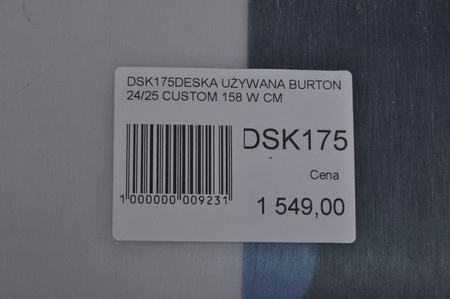 DSK175DESKA UŻYWANA BURTON
24/25 CUSTOM 158 W CM
DSK175
Cena
1 549,00
1 000000 009231